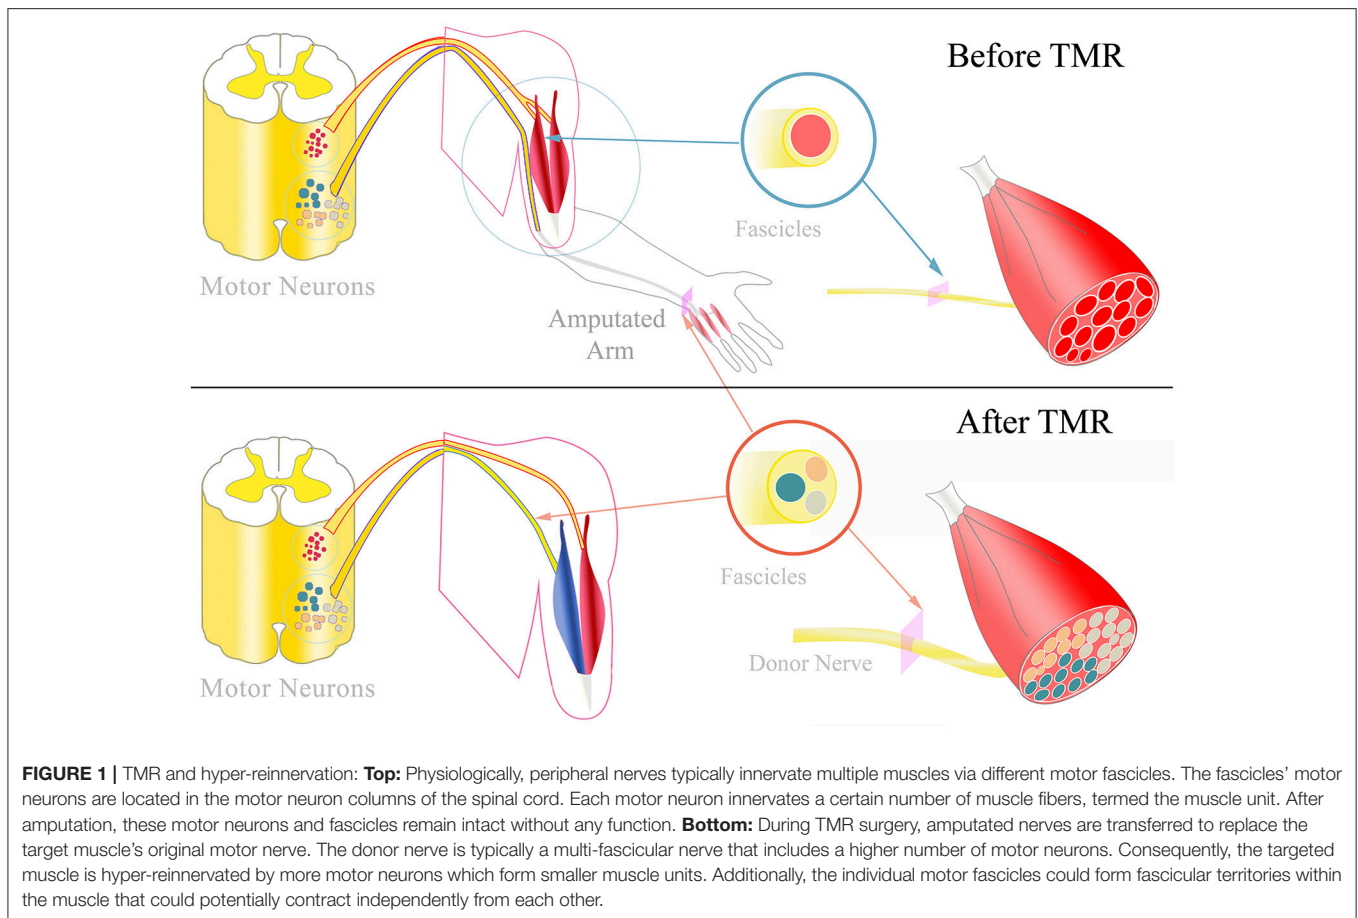 Before TMR
Fascicles
Motor Neurons
Amputated
Arm
After TMR
Fascicles
Donor Nerve
Motor Neurons
FIGURE 1 | TMR and hyper-reinnervation: Top: Physiologically, peripheral nerves typically innervate multiple muscles via different motor fascicles. The fascicles' motor
neurons are located in the motor neuron columns of the spinal cord. Each motor neuron innervates a certain number of muscle fibers, termed the muscle unit. After
amputation, these motor neurons and fascicles remain intact without any function. Bottom: During TMR surgery, amputated nerves are transferred to replace the
target muscle's original motor nerve. The donor nerve is typically a multi-fascicular nerve that includes a higher number of motor neurons. Consequently, the targeted
muscle is hyper-reinnervated by more motor neurons which form smaller muscle units. Additionally, the individual motor fascicles could form fascicular territories within
the muscle that could potentially contract independently from each other.